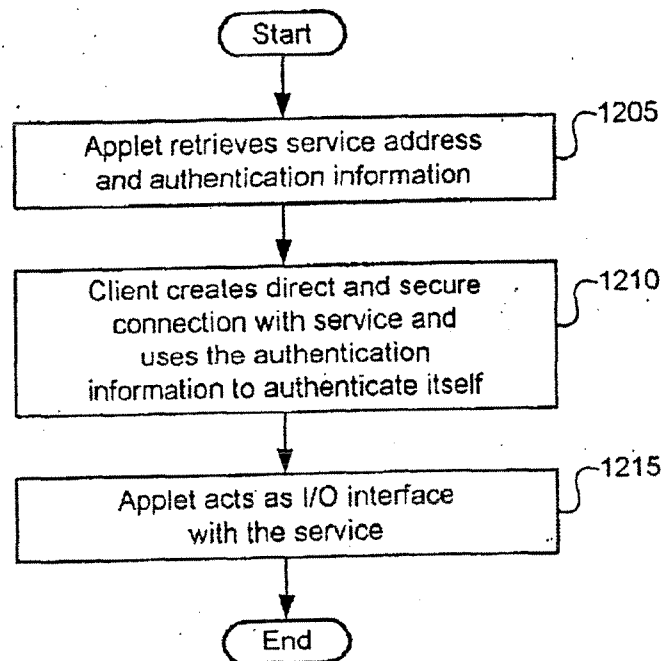 Start
1205
Applet retrieves service address
and authentication information
1210
Client creates direct and secure
connection with service and
uses the authentication
information to authenticate itself
1215
Applet acts as I/O interface
with the service
End